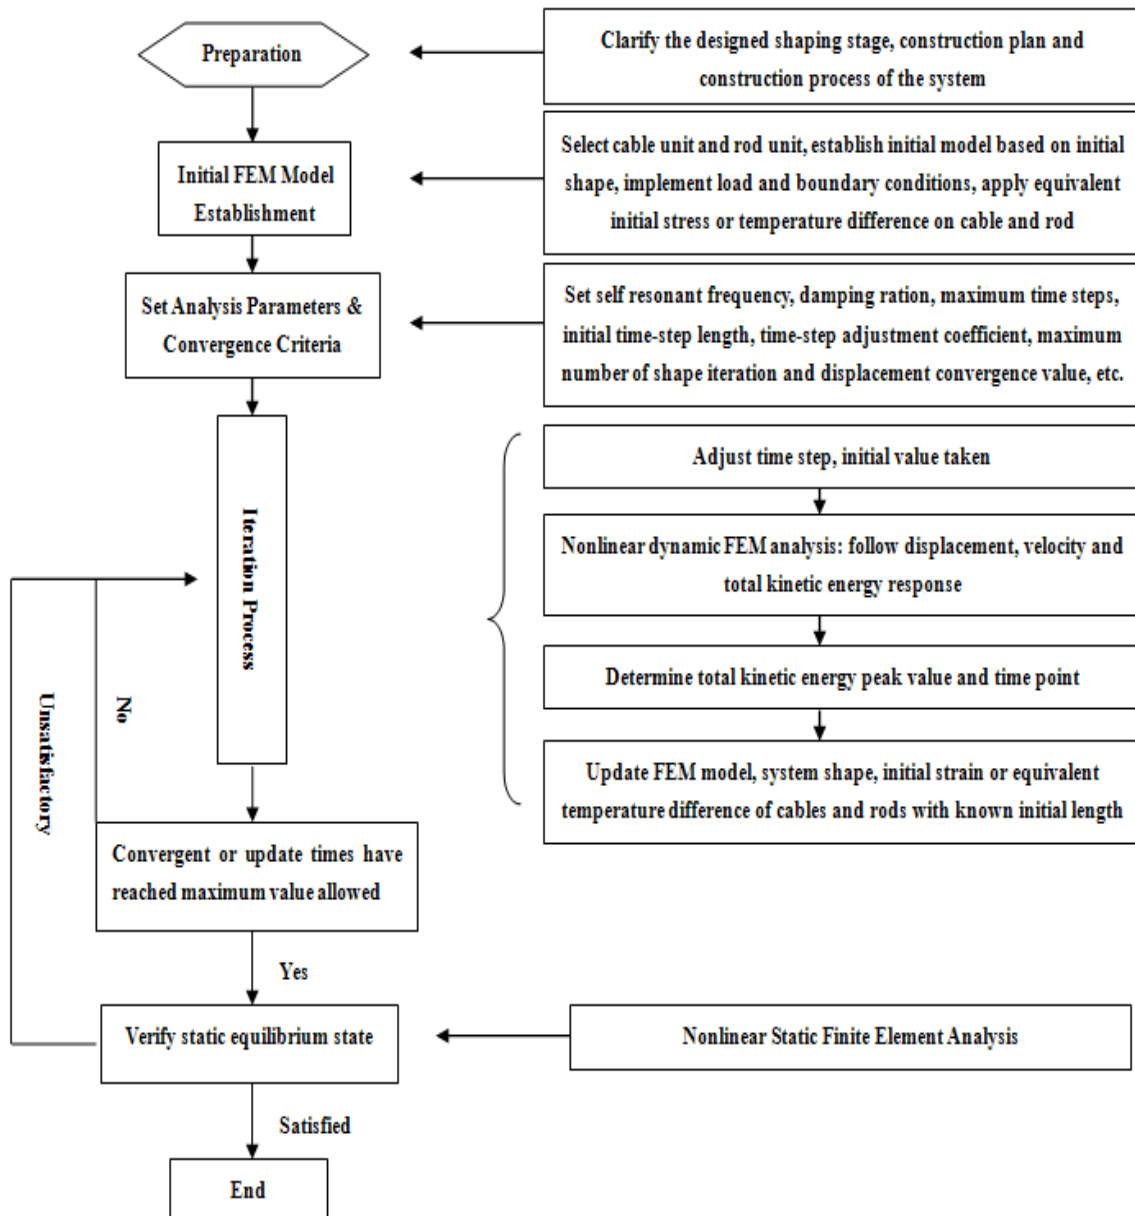 Preparation
Clarify the designed shaping stage, construction plan and
construction process of the system
Initial FEM Model
Establishment
Select cable unit and rod unit, establish initial model based on initial
shape, implement load and boundary conditions, apply equivalent
initial stress or temperature difference on cable and rod
Set Analysis Parameters &
Convergence Criteria
Set self resonant frequency, damping ration, maximum time steps,
initial time-step length, time-step adjustment coefficient, maximum
number of shape iteration and displacement convergence value, etc.
Iteration Process
Adjust time step, initial value taken
Nonlinear dynamic FEM analysis: follow displacement, velocity and
total kinetic energy response
Determine total kinetic energy peak value and time point
Update FEM model, system shape, initial strain or equivalent
temperature difference of cables and rods with known initial length
Unsatisfactory
No
Convergent or update times have
reached maximum value allowed
Yes
Verify static equilibrium state
Nonlinear Static Finite Element Analysis
Satisfied
End